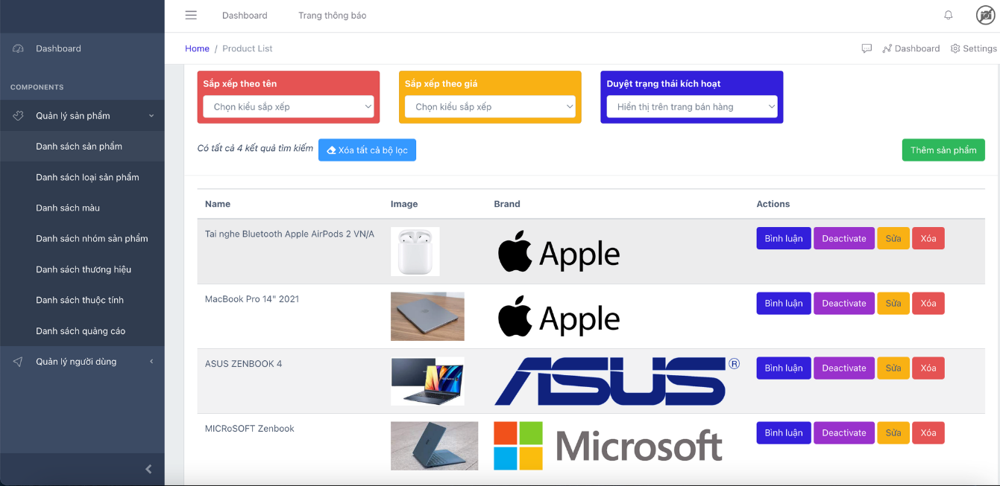 Dashboard
Trang thông báo
Dashboard
COMPONENTS
Quản lý sản phẩm
Danh sách sản phẩm
Danh sách loại sản phẩm
Danh sách màu
Danh sách nhóm sản phẩm
Danh sách thương hiệu
Danh sách thuộc tính
Danh sách quảng cáo
Quản lý người dùng
Home / Product List
Dashboard
Settings
Sắp xếp theo tên
Chọn kiểu sắp xếp
Sắp xếp theo giá
Chọn kiểu sắp xếp
Duyệt trạng thái kích hoạt
Hiển thị trên trang bán hàng
Có tất cả 4 kết quả tìm kiếm
Xóa tất cả bộ lọc
Thêm sản phẩm
Name Image Brand Actions
Tai nghe Bluetooth Apple AirPods 2 VN/A
Apple
Bình luận Deactivate Sửa Xóa
MacBook Pro 14" 2021
Apple
Bình luận Deactivate Sửa Xóa
ASUS ZENBOOK 4
ASUS®
Bình luận Deactivate Sửa Xóa
MICRoSOFT Zenbook
Microsoft
Bình luận Deactivate Sửa Xóa